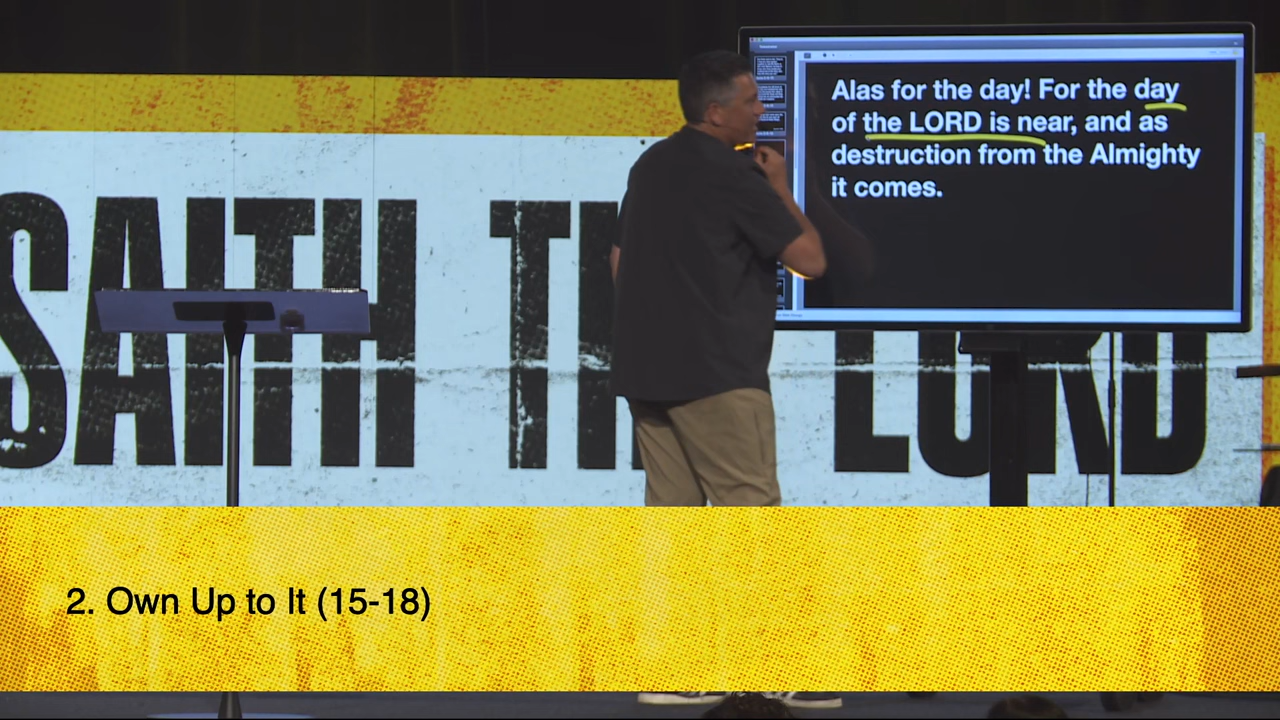 Alas for the day! For the day
of the LORD is near, and as
destruction from the Almighty
it comes.
SAITH TH LORD
2. Own Up to It (15-18)